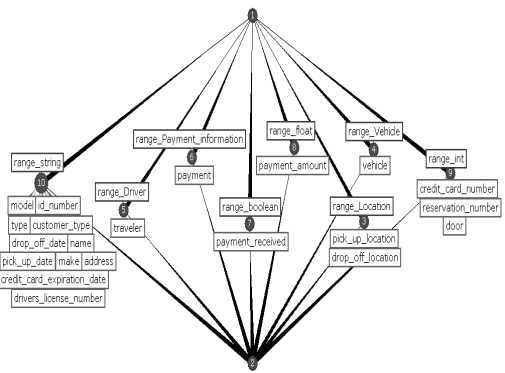 1
range_float
range_Vehicle
range_Payment_information
8
4
range_string
6
payment_amount
vehicle
range_int
10
payment
9
range_Driver
credit_card_number
model id_number
5
range_boolean
range_Location
reservation_number
type customer_type
traveler
7
3
door
drop_off_date name
payment_received
pick_up_location
pick_up_date make address
drop_off_location
credit_card_expiration_date
drivers_license_number
2